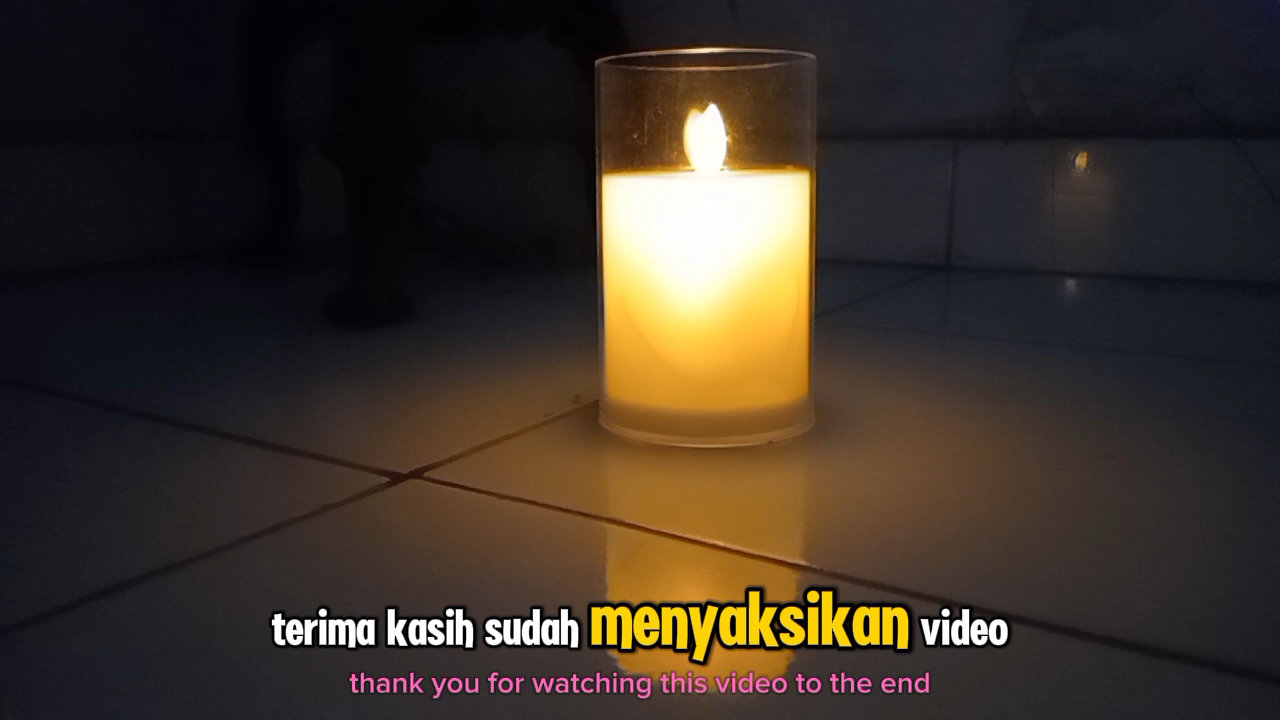 terima kasih sudah menyaksikan video
thank you for watching this video to the end